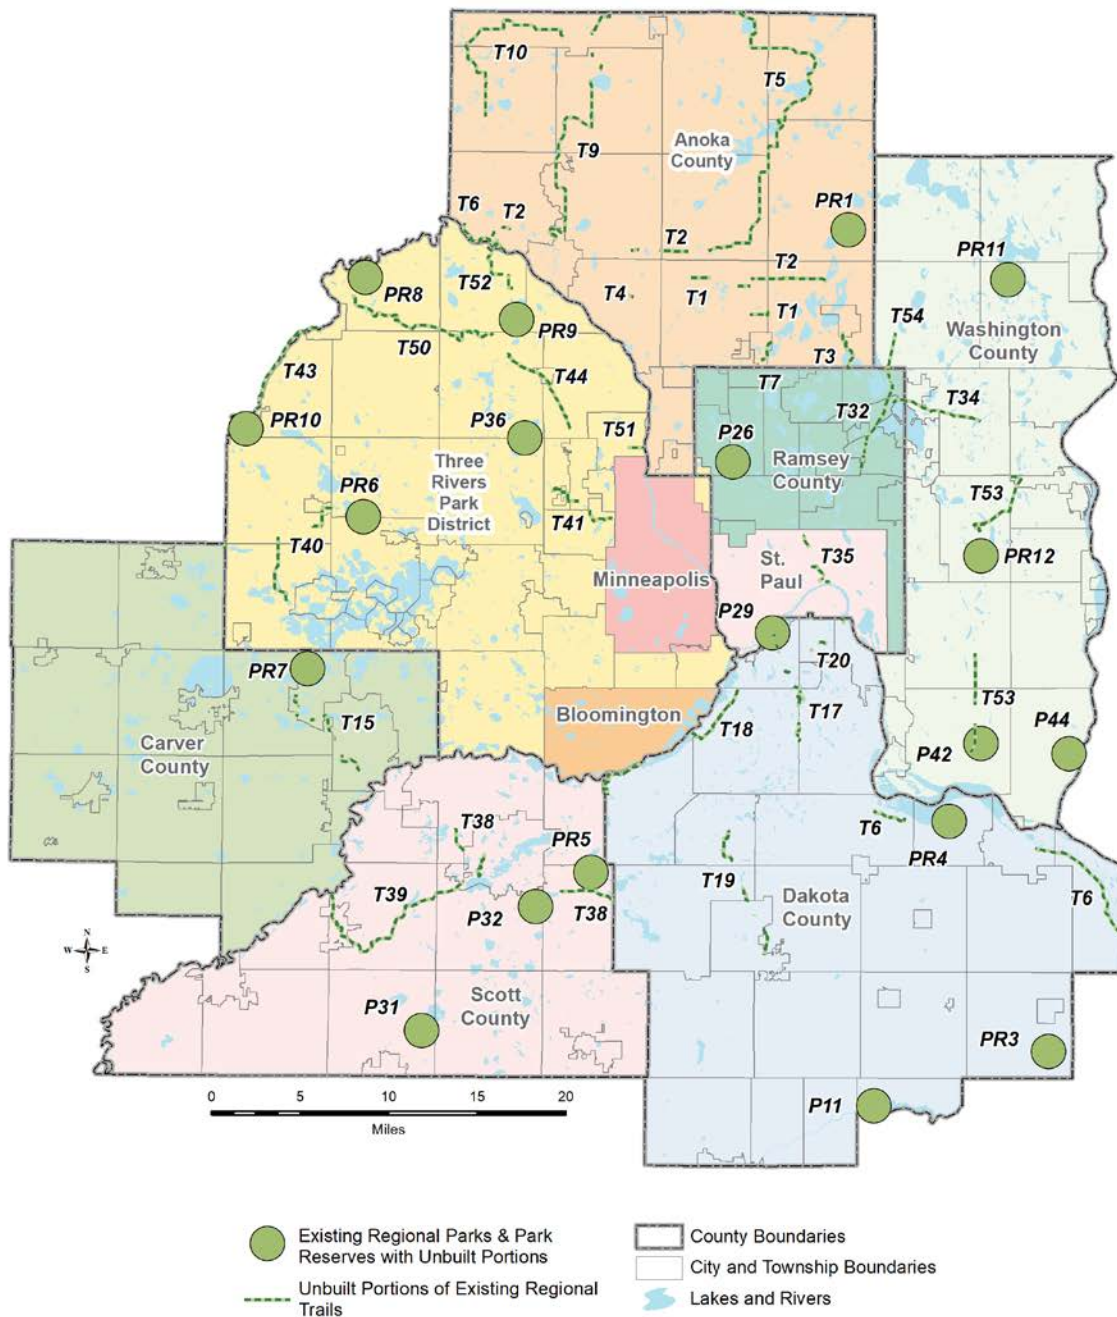 T10
T5
Anoka
County
T9
T6
T2
PR1
T2
PR11
T2
PR8
T52
T4
T1
T1
PR9
T54
Washington
County
T50
T43
T44
T3
T7
T34
T32
PR10
P36
T51
P26
Ramsey
County
Three
Rivers
Park
District
PR6
T53
T41
T40
PR12
T35
St.
Paul
Minneapolis
P29
T20
PR7
T53
T17
T15
Bloomington
T18
P44
P42
Carver
County
T38
T6
PR5
PR4
T19
Dakota
County
T39
P32
T38
T6
N
W E
S
Scott
County
P31
PR3
0 5 10 15 20
Miles
P11
Existing Regional Parks & Park
Reserves with Unbuilt Portions
Unbuilt Portions of Existing Regional
Trails
County Boundaries
City and Township Boundaries
Lakes and Rivers